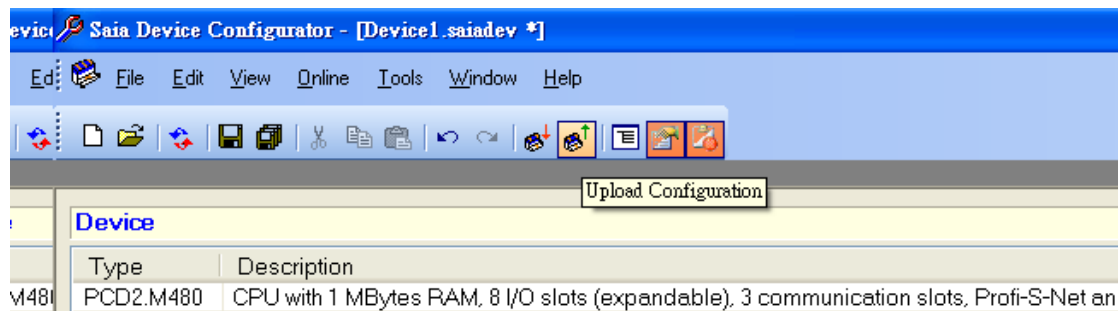 Saia Device Configurator - [Device1.saiadev *]
Ed File Edit View Online Tools Window Help
Upload Configuration
Device
Type Description
PCD2.M480 CPU with 1 MBytes RAM, 8 I/O slots (expandable), 3 communication slots, Profi-S-Net an